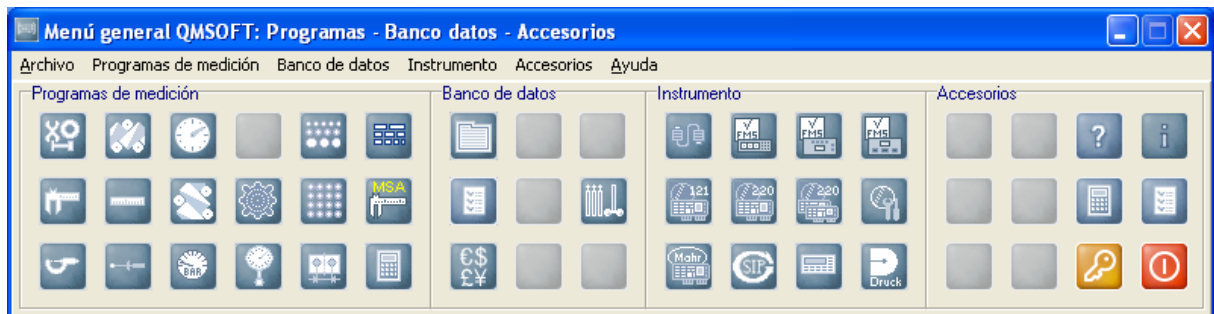 Menú general QMSOFT: Programas - Banco datos - Accesorios
Archivo Programas de medición Banco de datos Instrumento Accesorios Ayuda
Programas de medición Banco de datos Instrumento Accesorios
FMS FMS FMS ? i
MSA 121 220 220
BAR €$ Mahr SIP Druck
£¥